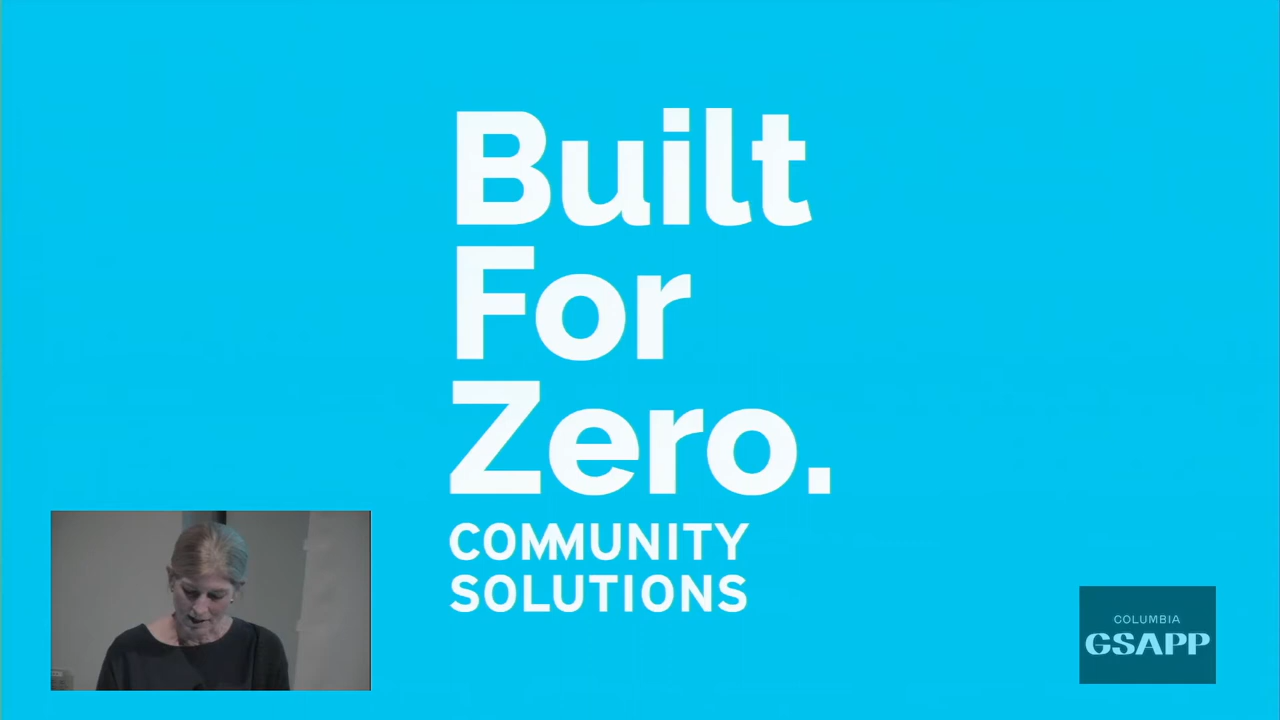 Built
For
Zero.
COMMUNITY
SOLUTIONS
COLUMBIA
GSAPP